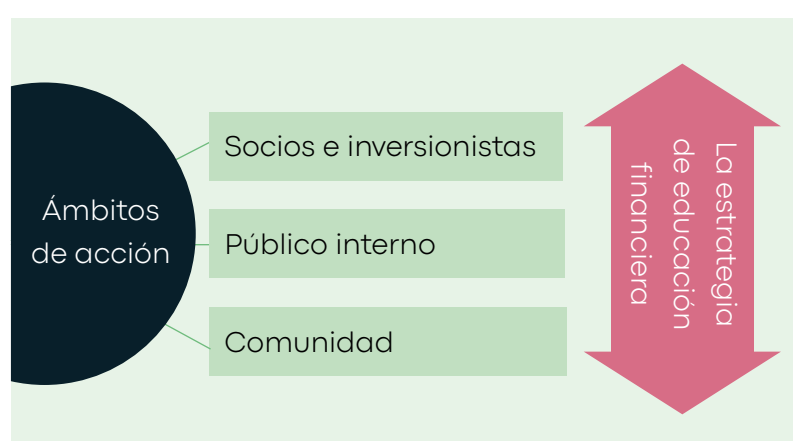 Ámbitos
de acción
Socios e inversionistas
Público interno
Comunidad
La estrategia
de educación
financiera